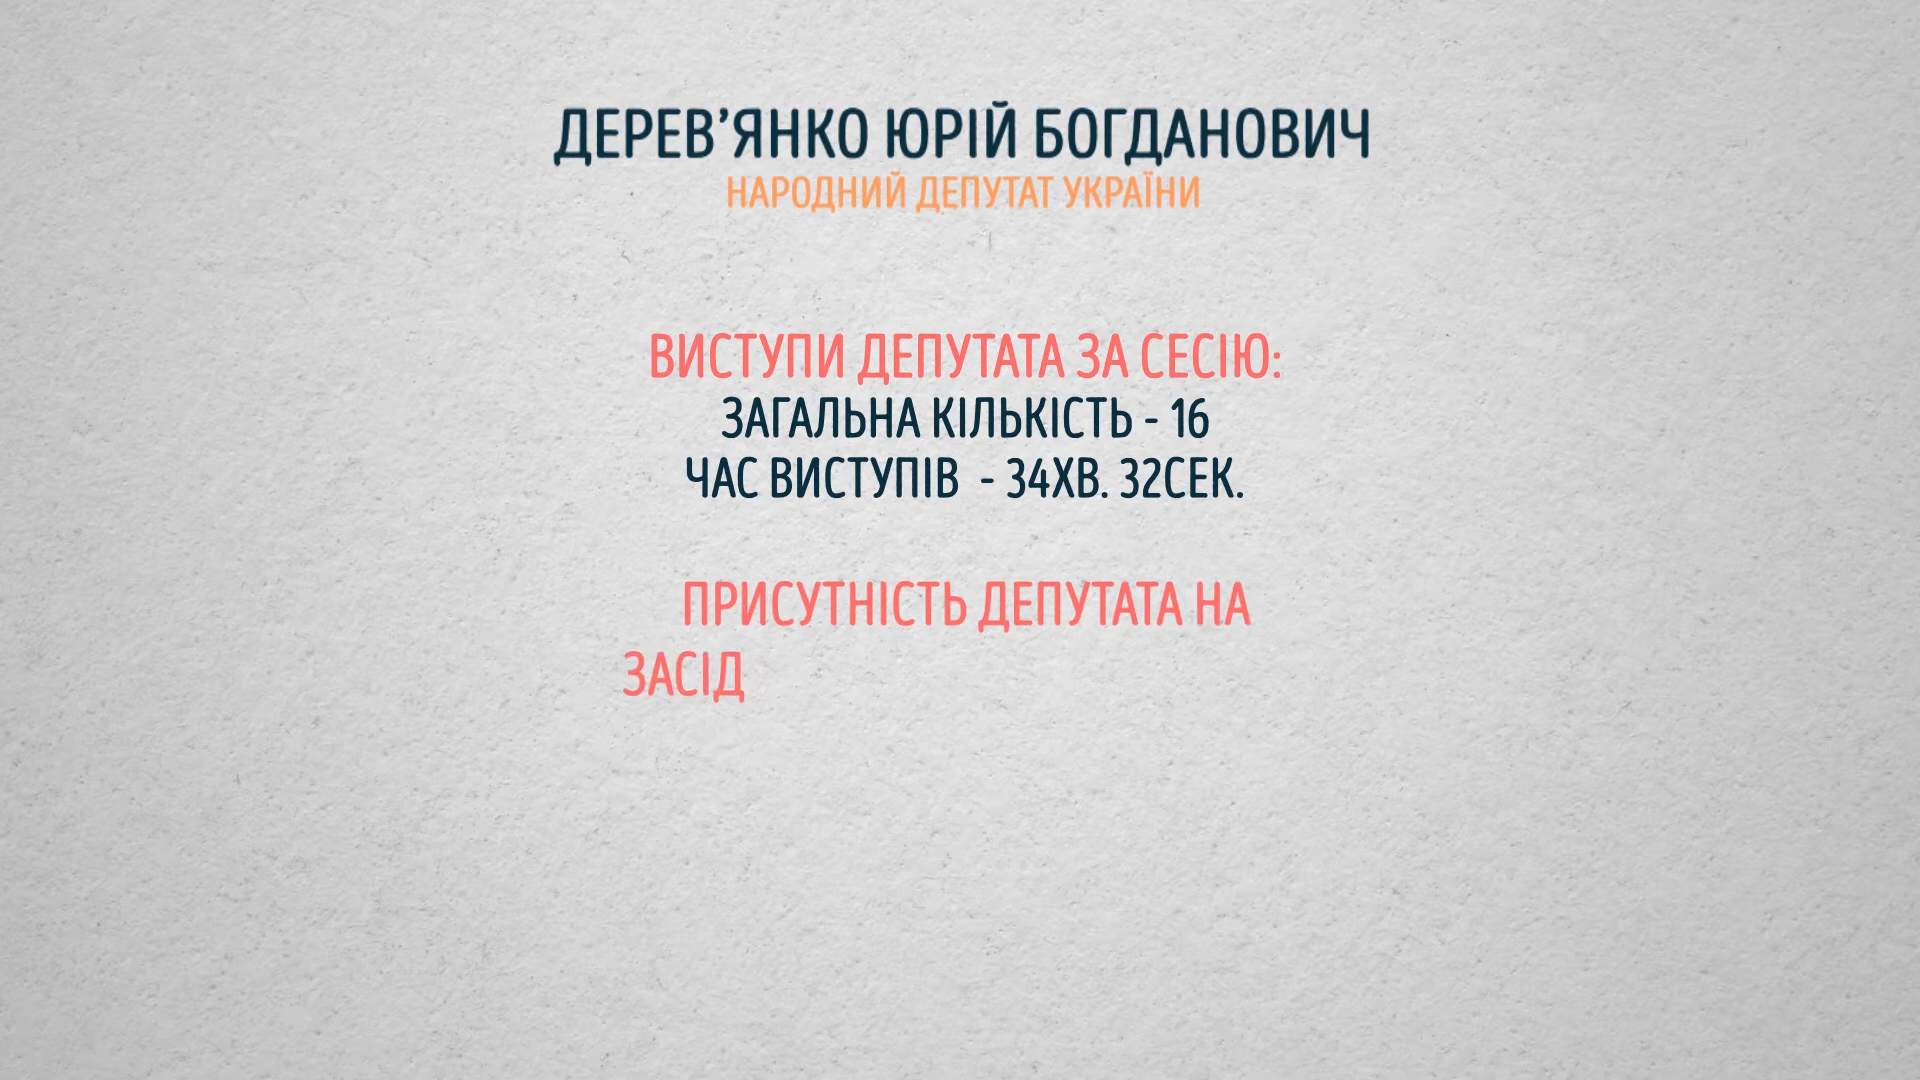 ДЕРЕВ’ЯНКО ЮРІЙ БОГДАНОВИЧ
НАРОДНИЙ ДЕПУТАТ УКРАЇНИ
ВИСТУПИ ДЕПУТАТА ЗА СЕСІЮ:
ЗАГАЛЬНА КІЛЬКІСТЬ - 16
ЧАС ВИСТУПІВ - 34ХВ. 32СЕК.
ПРИСУТНІСТЬ ДЕПУТАТА НА
ЗАСІД